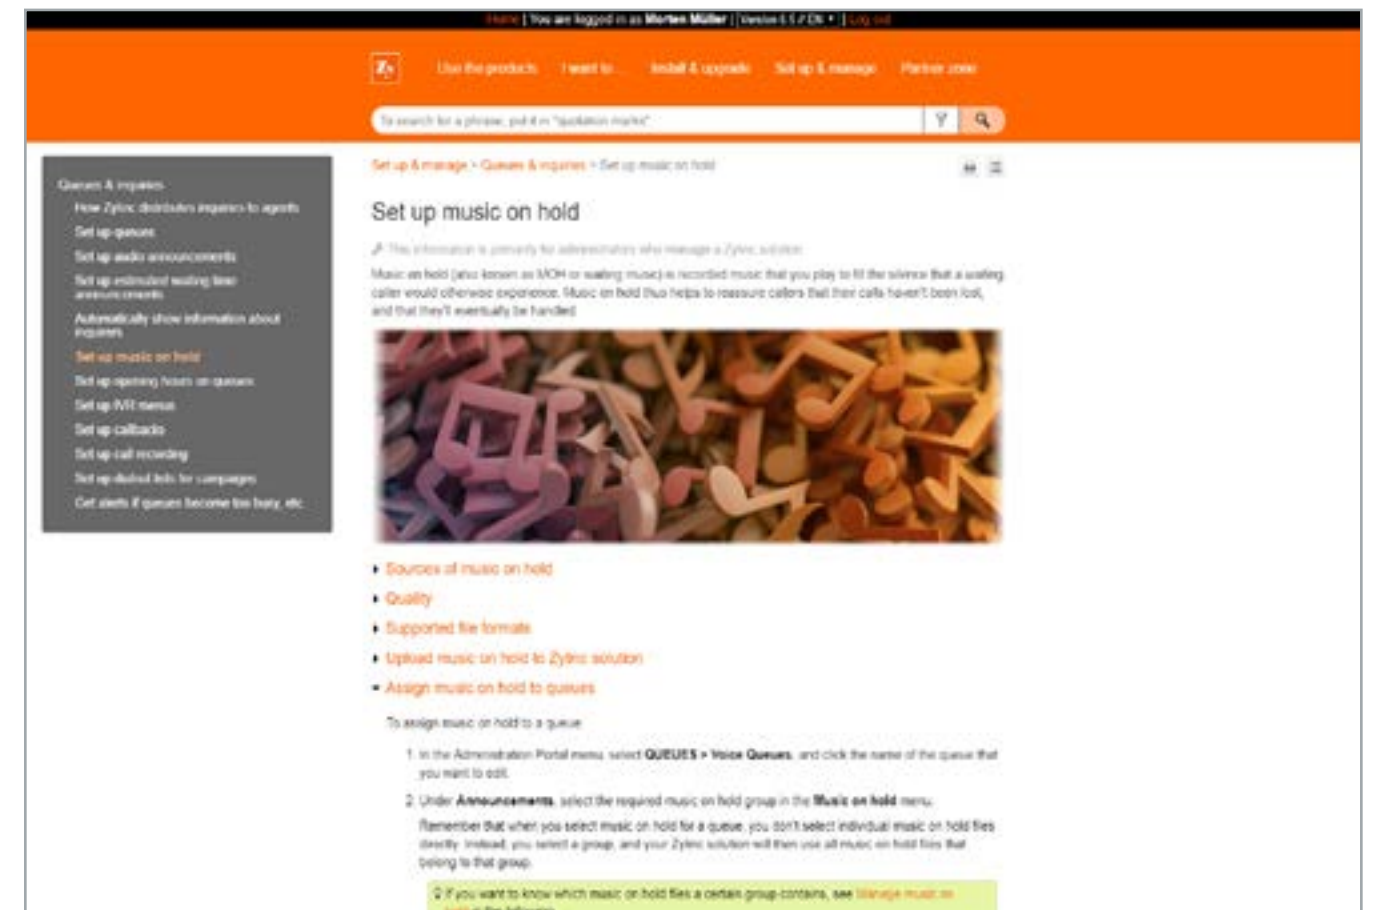 Home | You are logged in as Morten Müller | Version 6.5 // EN | Log out
Zy
Use the products I want to... Install & upgrade Set up & manage Partner zone
To search for a phrase, put it in "quotation marks"
Set up & manage > Queues & inquiries > Set up music on hold
Queues & inquiries
How Zylinc distributes inquiries to agents
Set up queues
Set up audio announcements
Set up estimated waiting time
announcements
Automatically show information about
inquiries
Set up music on hold
Set up opening hours on queues
Set up IVR menus
Set up callbacks
Set up call recording
Set up dialout lists for campaigns
Get alerts if queues become too busy, etc.
Set up music on hold
This information is primarily for administrators who manage a Zylinc solution
Music on hold (also known as MOH or waiting music) is recorded music that you play to fill the silence that a waiting
caller would otherwise experience. Music on hold thus helps to reassure callers that their calls haven't been lost,
and that they'll eventually be handled.
Sources of music on hold
Quality
Supported file formats
Upload music on hold to Zylinc solution
Assign music on hold to queues
To assign music on hold to a queue
1. In the Administration Portal menu, select QUEUES > Voice Queues, and click the name of the queue that
you want to edit.
2. Under Announcements, select the required music on hold group in the Music on hold menu.
Remember that when you select music on hold for a queue, you don't select individual music on hold files
directly. Instead, you select a group, and your Zylinc solution will then use all music on hold files that
belong to that group.
If you want to know which music on hold files a certain group contains, see Manage music on